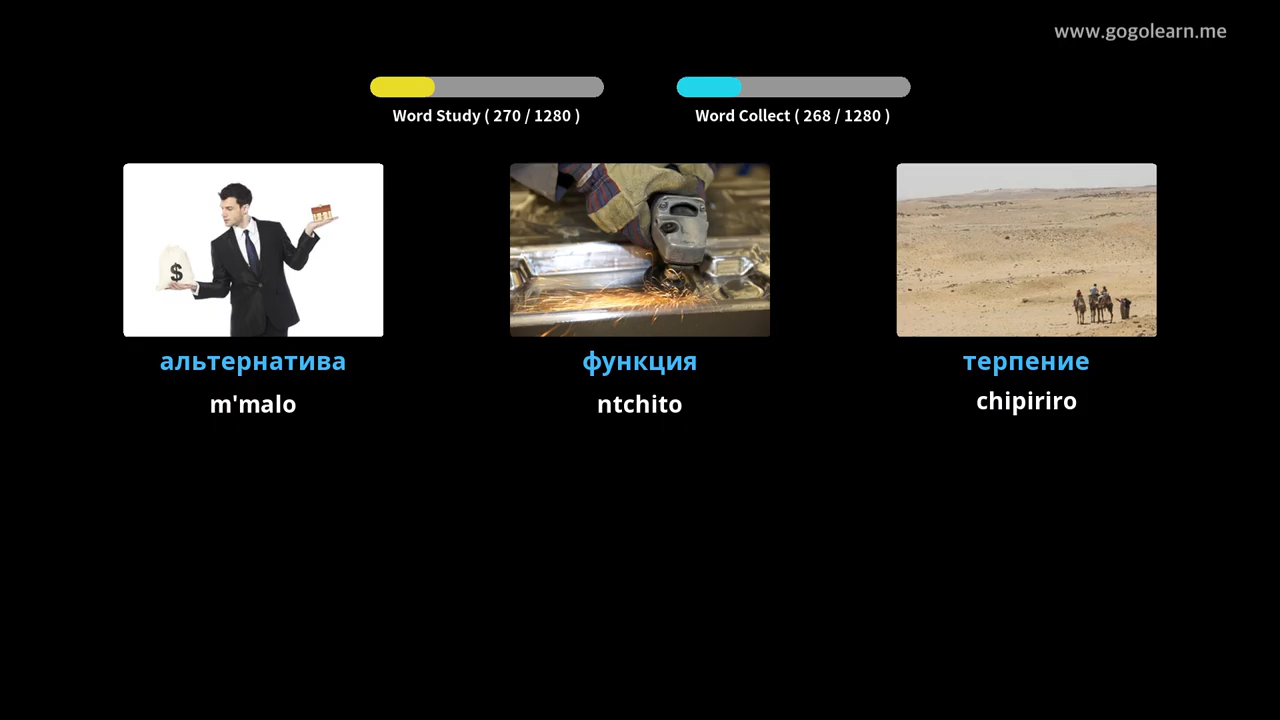 www.gogolearn.me
Word Study ( 270 / 1280 )
Word Collect ( 268 / 1280 )
$
альтернатива
функция
терпение
m'malo
ntchito
chipiriro